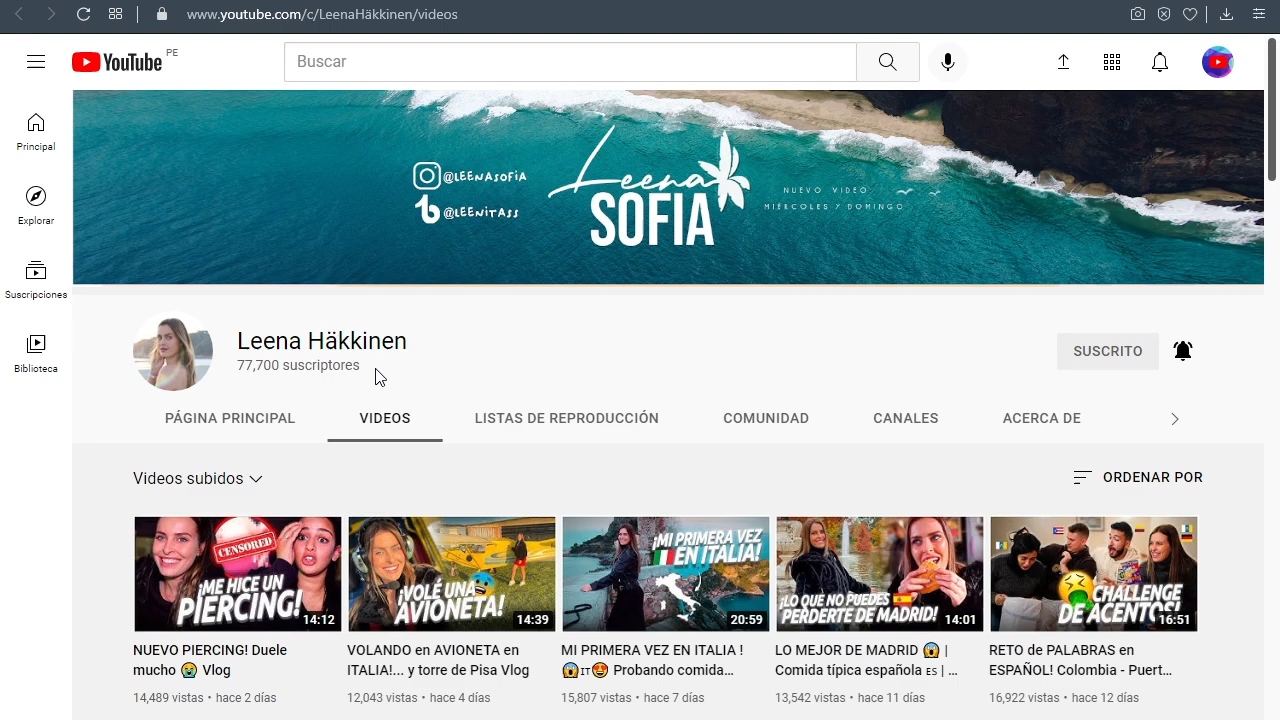 www.youtube.com/c/LeenaHäkkinen/videos
YouTube PE
Buscar
Principal
Explorar
Suscripciones
Biblioteca
@LEENASOFIA
@LEENITASS
Leena
SOFIA
NUEVO VIDEO
MIÉRCOLES Y DOMINGO
Leena Häkkinen
77,700 suscriptores
SUSCRITO
PÁGINA PRINCIPAL
VIDEOS
LISTAS DE REPRODUCCIÓN
COMUNIDAD
CANALES
ACERCA DE
Videos subidos
ORDENAR POR
CENSORED
¡ME HICE UN
PIERCING!
14:12
NUEVO PIERCING! Duele
mucho 😭 Vlog
14,489 vistas • hace 2 días
¡VOLÉ UNA
AVIONETA!
14:39
VOLANDO en AVIONETA en
ITALIA!... y torre de Pisa Vlog
12,043 vistas • hace 4 días
¡MI PRIMERA VEZ
EN ITALIA!
20:59
MI PRIMERA VEZ EN ITALIA !
😱🇮🇹😍 Probando comida...
15,807 vistas • hace 7 días
¡LO QUE NO PUEDES
PERDERTE DE MADRID!
14:01
LO MEJOR DE MADRID 😱 |
Comida típica española 🇪🇸 | ...
13,542 vistas • hace 11 días
CHALLENGE
DE ACENTOS!
16:51
RETO de PALABRAS en
ESPAÑOL! Colombia - Puert...
16,922 vistas • hace 12 días